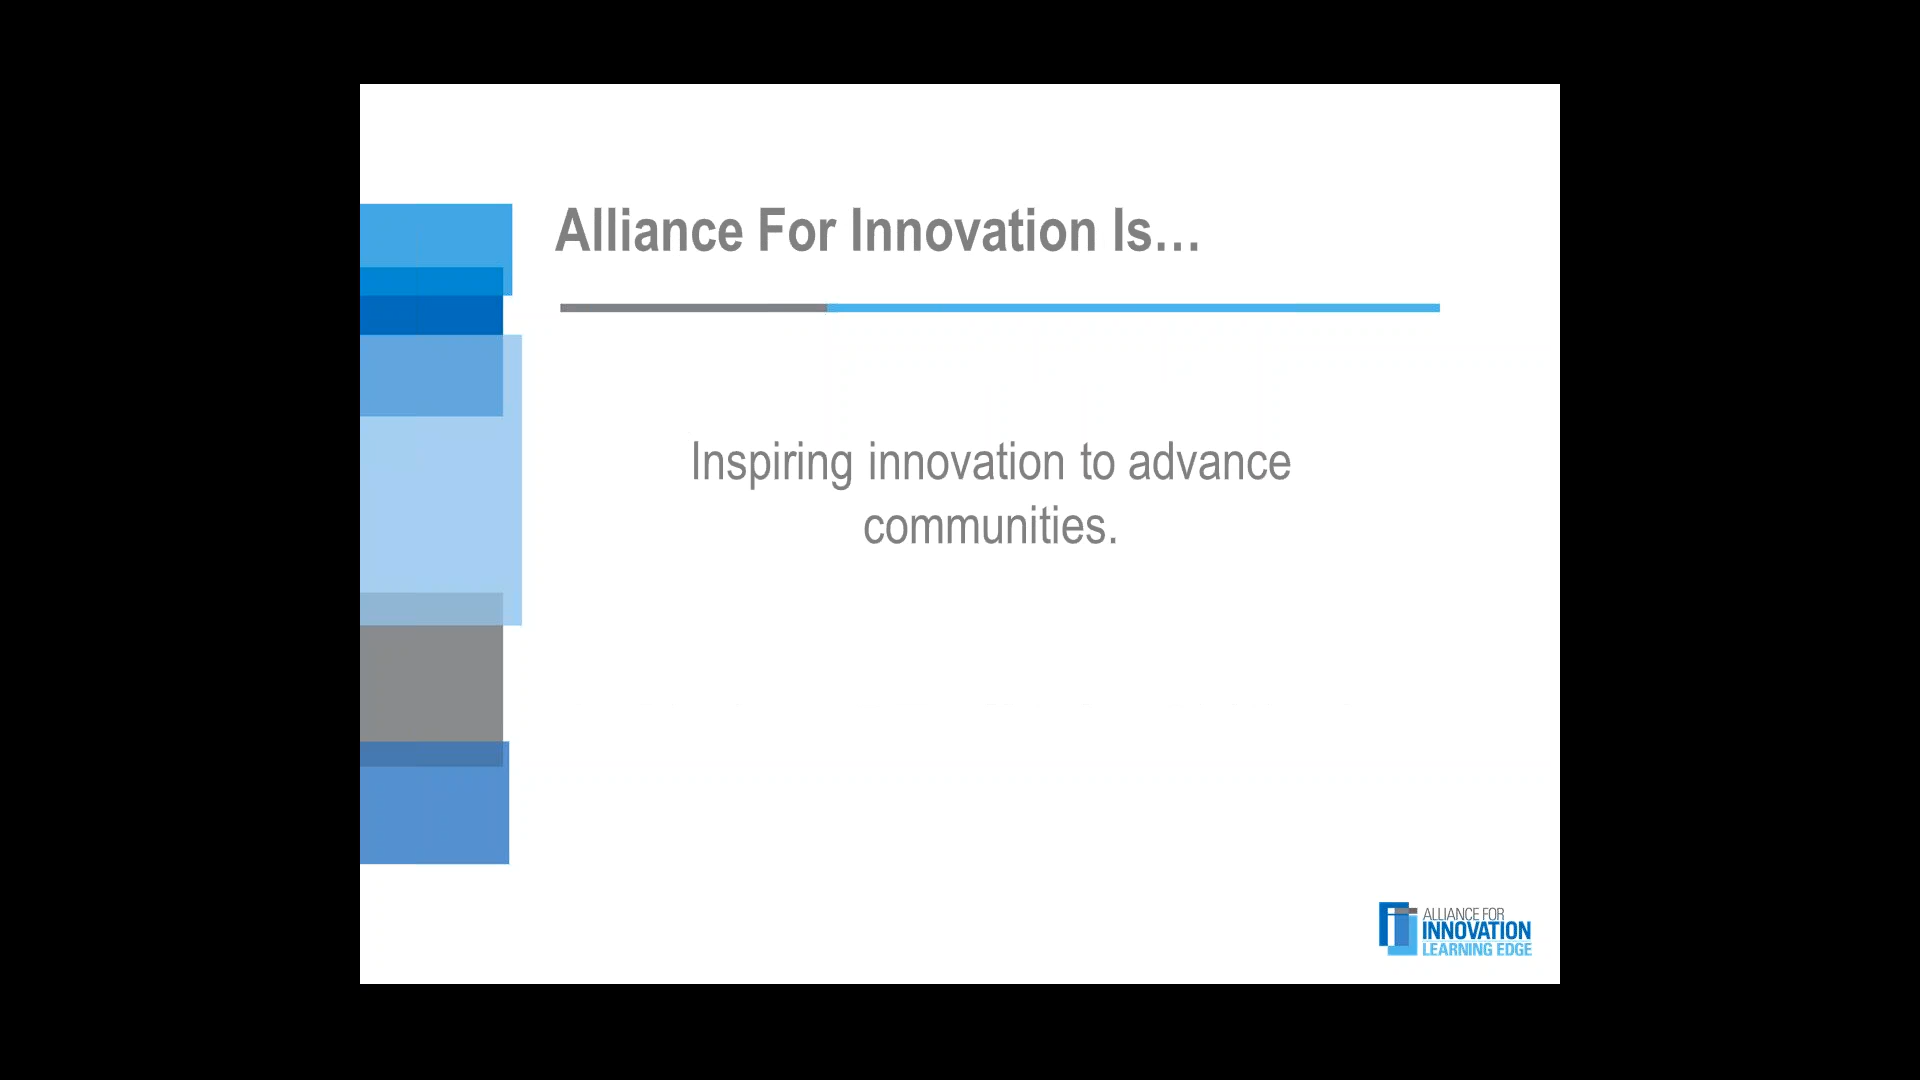 Alliance For Innovation Is…
Inspiring innovation to advance
communities.
ALLIANCE FOR
INNOVATION
LEARNING EDGE